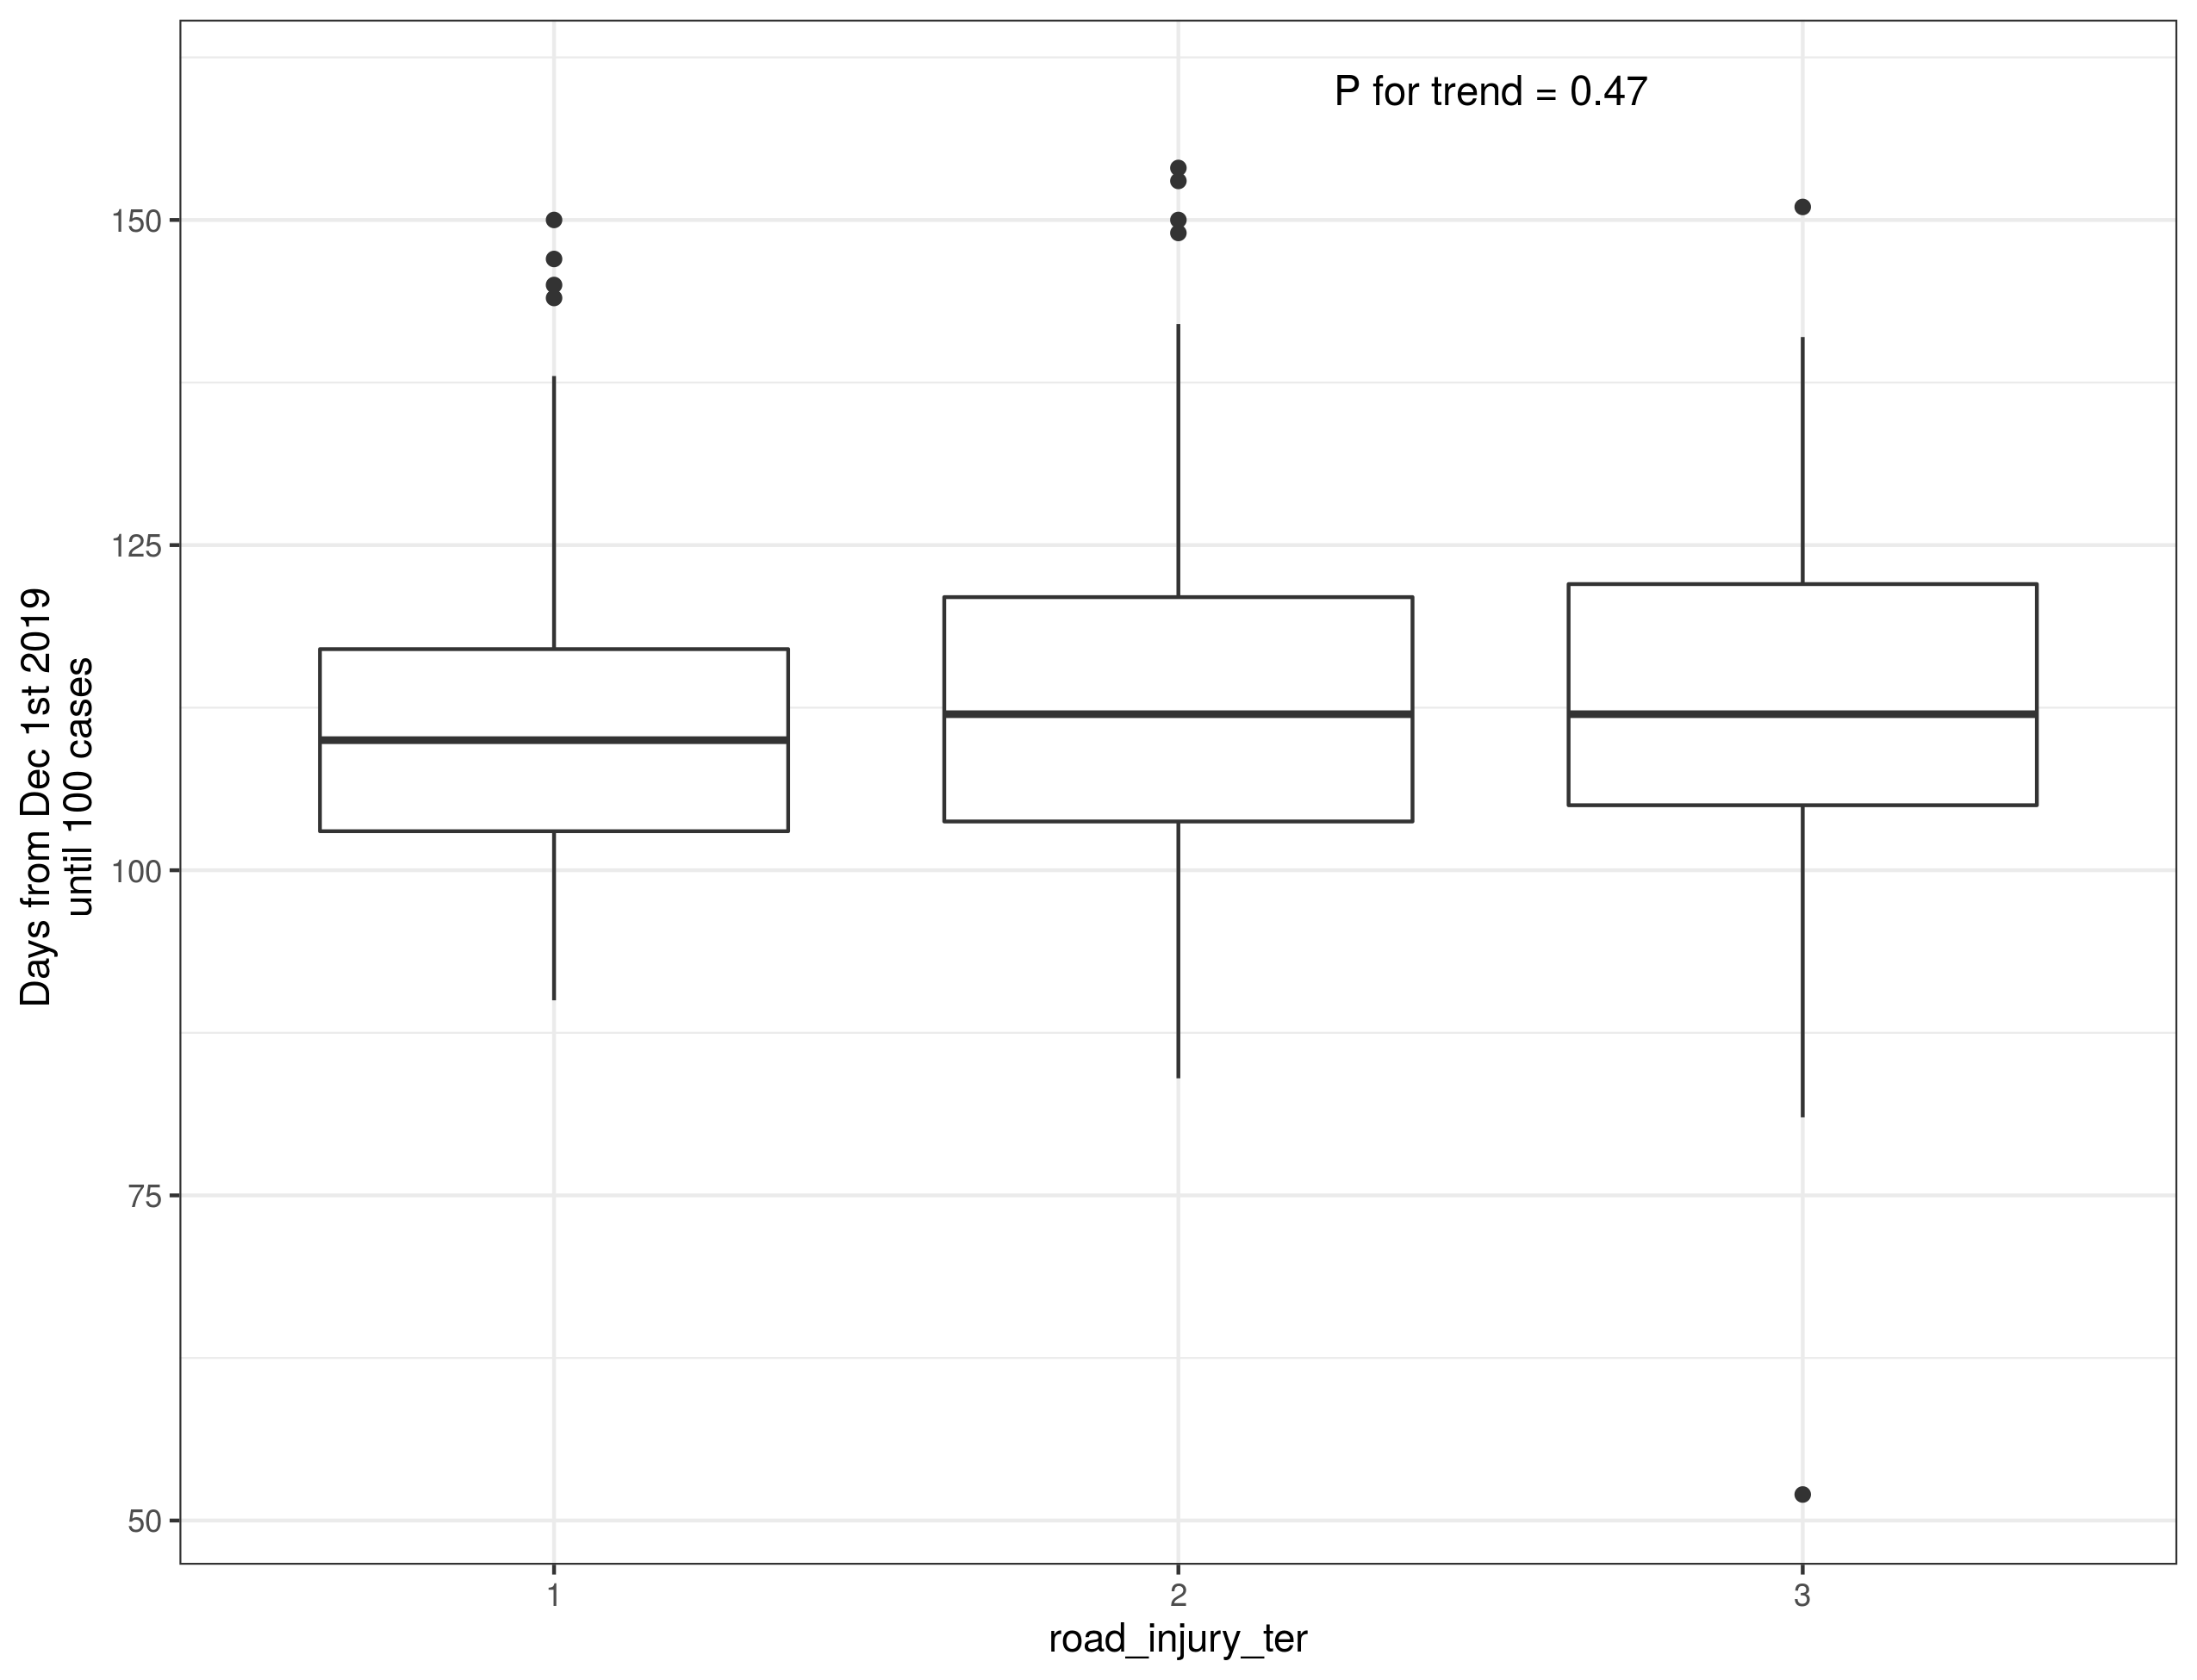 P for trend = 0.47
150
125
100
75
50
Days from Dec 1st 2019
until 100 cases
1
2
3
road_injury_ter